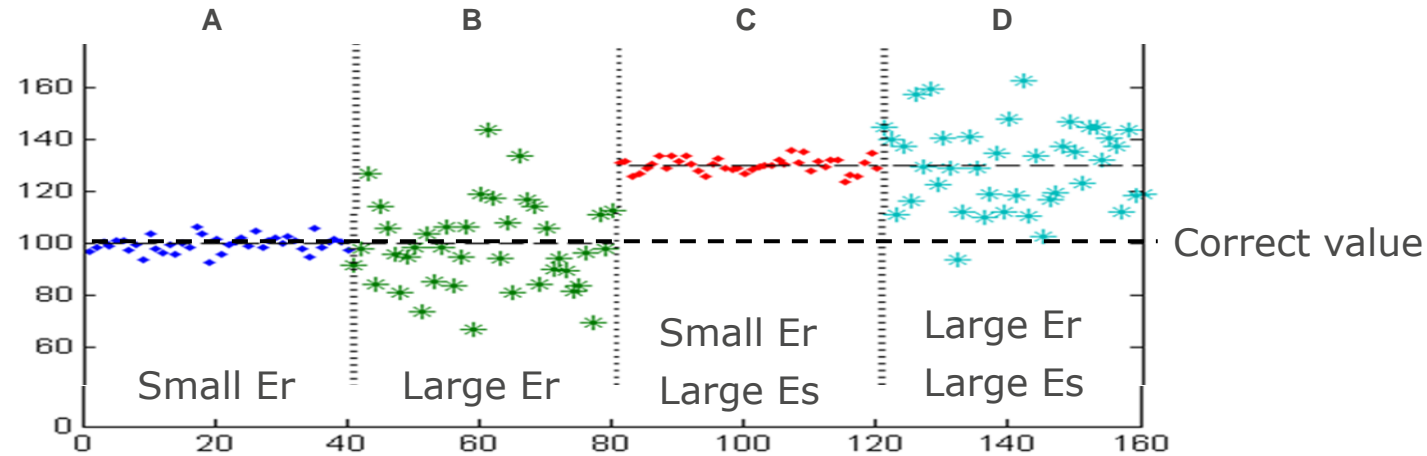 A B C D
160
140
120
100
80
60
0
Correct value
Small Er
Large Er
Small Er
Large Es
Large Er
Large Es
0 20 40 60 80 100 120 140 160